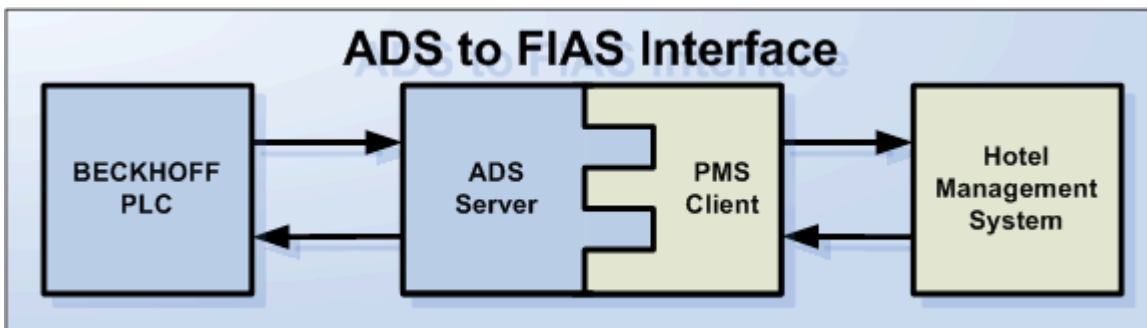 ADS to FIAS Interface
BECKHOFF
PLC
ADS
Server
PMS
Client
Hotel
Management
System